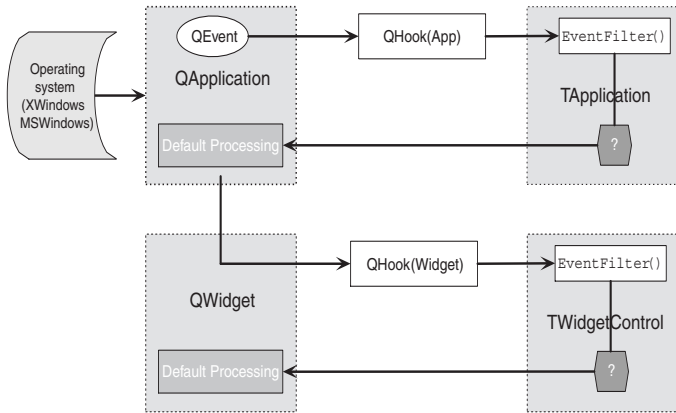 QEvent
QHook(App)
EventFilter()
Operating
system
(XWindows
MSWindows)
QApplication
TApplication
Default Processing
?
QHook(Widget)
EventFilter()
QWidget
TWidgetControl
Default Processing
?